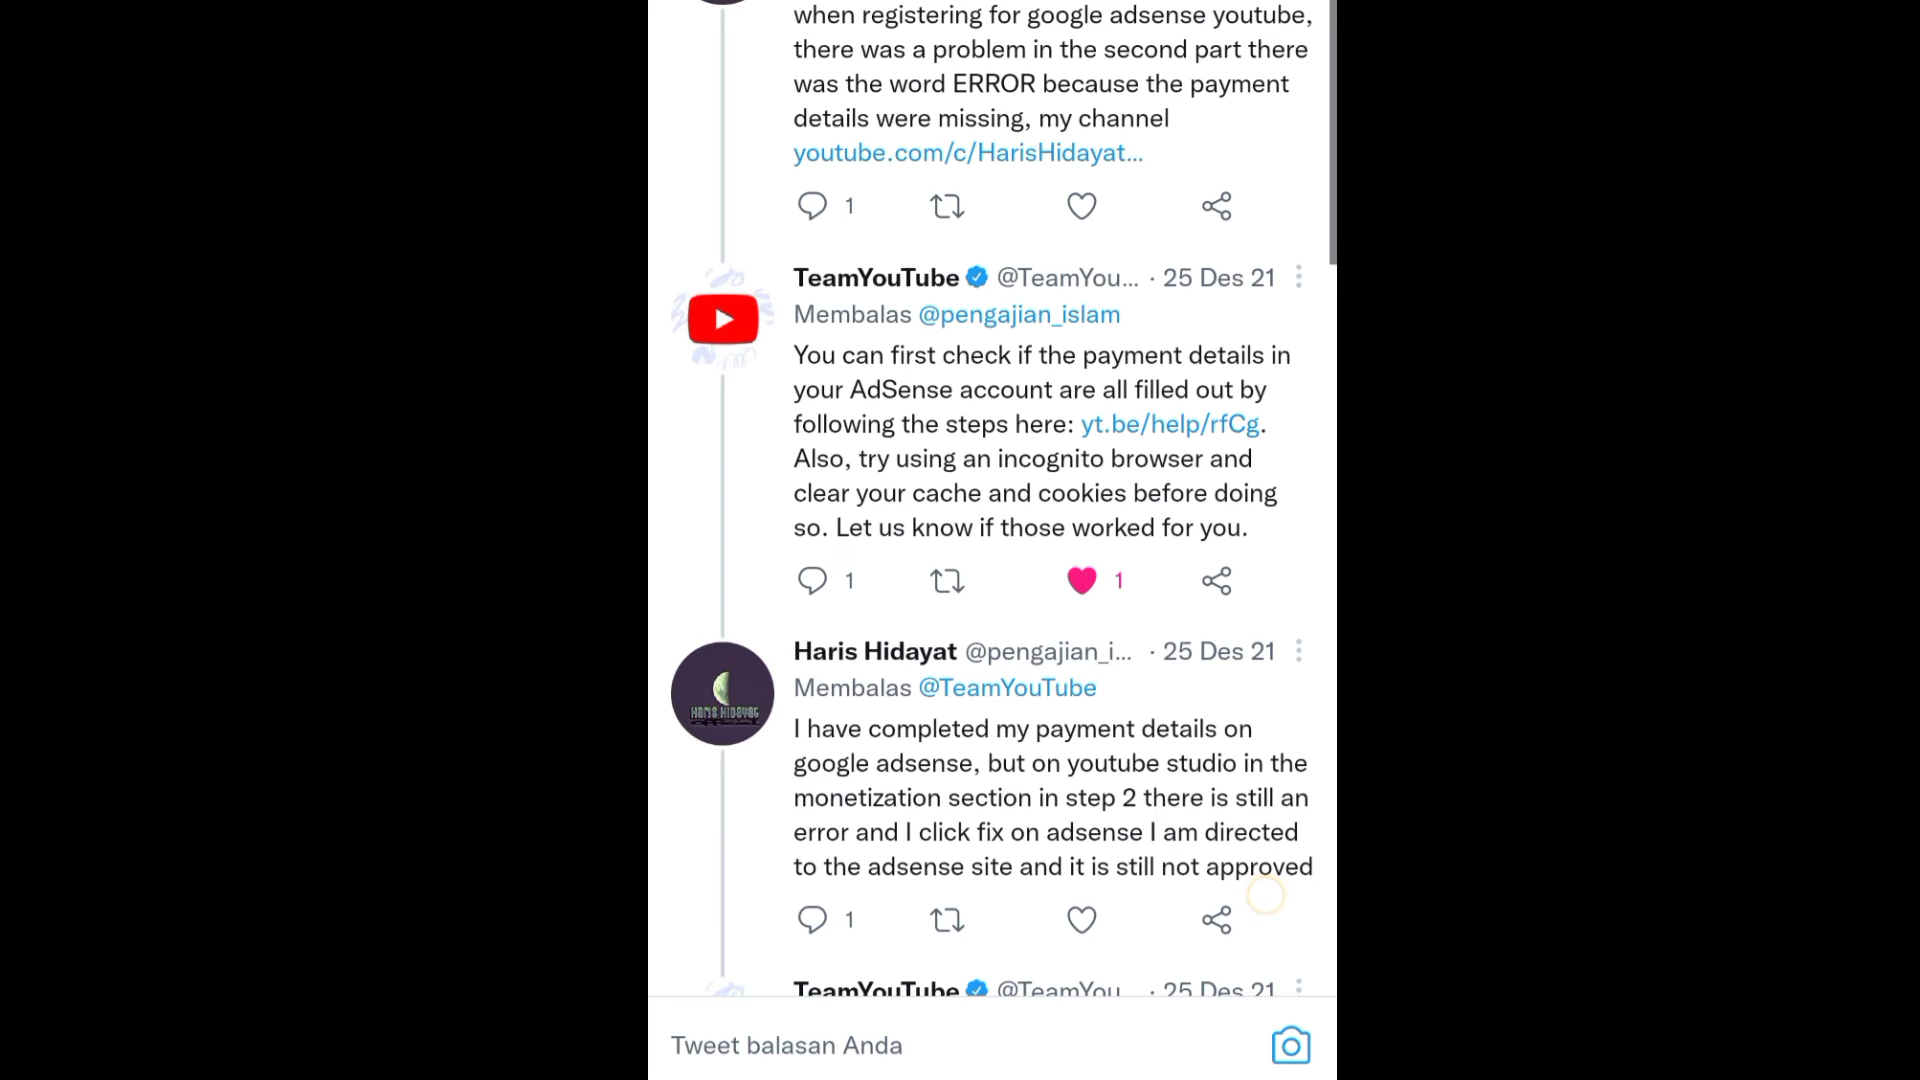 when registering for google adsense youtube,
there was a problem in the second part there
was the word ERROR because the payment
details were missing, my channel
youtube.com/c/HarisHidayat...
1
TeamYouTube @TeamYou... · 25 Des 21
Membalas @pengajian_islam
You can first check if the payment details in
your AdSense account are all filled out by
following the steps here: yt.be/help/rfCg.
Also, try using an incognito browser and
clear your cache and cookies before doing
so. Let us know if those worked for you.
1 1
Haris Hidayat @pengajian_i... · 25 Des 21
HARIS HIDAYAT
Membalas @TeamYouTube
I have completed my payment details on
google adsense, but on youtube studio in the
monetization section in step 2 there is still an
error and I click fix on adsense I am directed
to the adsense site and it is still not approved
1
TeamYouTube @TeamYou... · 25 Des 21
Tweet balasan Anda